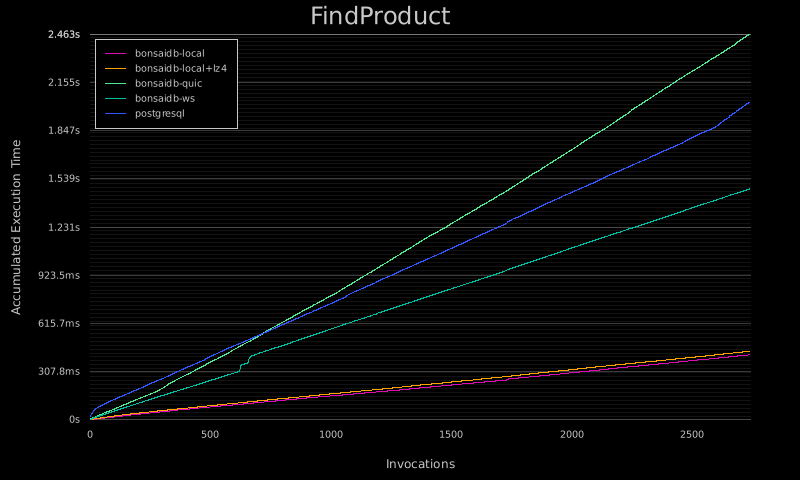 FindProduct
2.463s
bonsaidb-local
bonsaidb-local+lz4
bonsaidb-quic
bonsaidb-ws
postgresql
2.155s
1.847s
1.539s
1.231s
923.5ms
615.7ms
307.8ms
0s
Accumulated Execution Time
0 500 1000 1500 2000 2500
Invocations